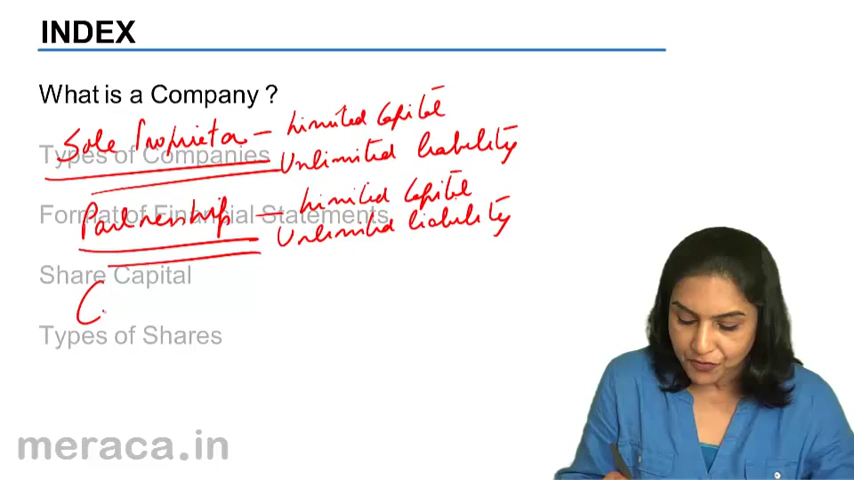 INDEX
What is a Company ?
Sole Proprietor - Limited Capital
Types of Companies
Unlimited liability
Partnership - Limited Capital
Format of Financial Statements
Unlimited liability
Share Capital
C
Types of Shares
meraca.in